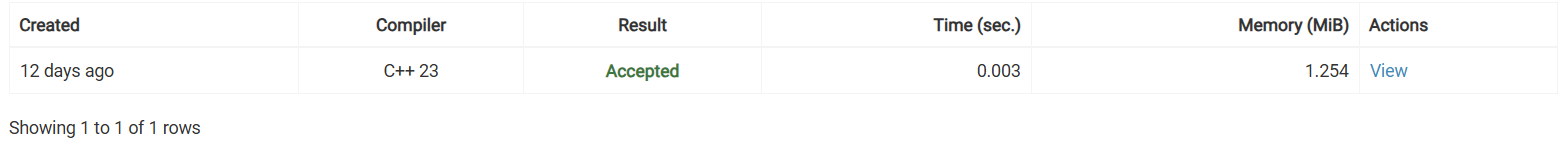 Created Compiler Result Time (sec.) Memory (MiB) Actions
12 days ago C++ 23 Accepted 0.003 1.254 View
Showing 1 to 1 of 1 rows